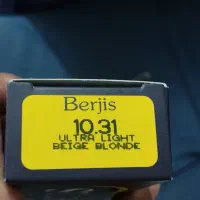 Berjis
10.31
ULTRA LIGHT
BEIGE BLONDE